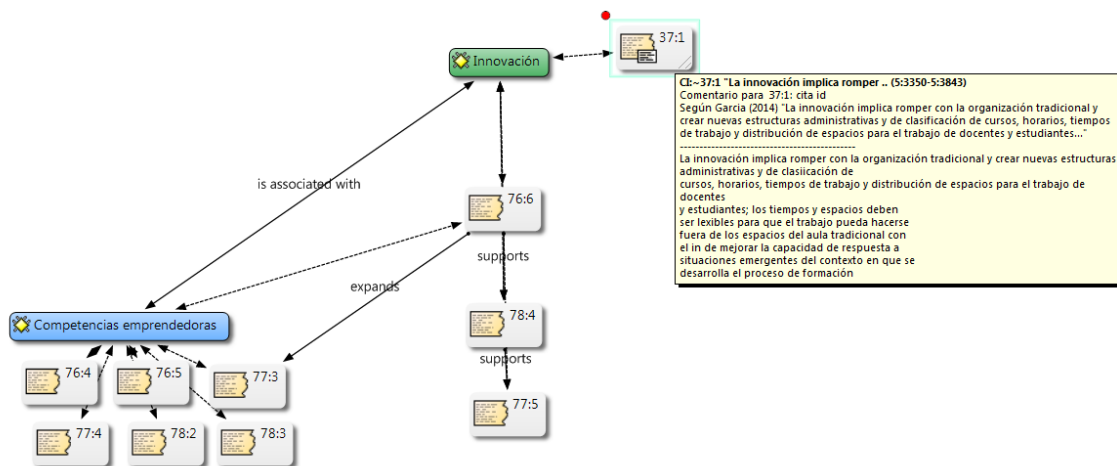 37:1
Innovación
CI:~37:1 "La innovación implica romper .. (5:3350-5:3843)
Comentario para 37:1: cita id
Según Garcia (2014) "La innovación implica romper con la organización tradicional y
crear nuevas estructuras administrativas y de clasificación de cursos, horarios, tiempos
de trabajo y distribución de espacios para el trabajo de docentes y estudiantes..."
---------------------------------------------
La innovación implica romper con la organización tradicional y crear nuevas estructuras
administrativas y de clasiicación de
cursos, horarios, tiempos de trabajo y distribución de espacios para el trabajo de
docentes
y estudiantes; los tiempos y espacios deben
ser lexibles para que el trabajo pueda hacerse
fuera de los espacios del aula tradicional con
el in de mejorar la capacidad de respuesta a
situaciones emergentes del contexto en que se
desarrolla el proceso de formación
is associated with
76:6
supports
expands
78:4
Competencias emprendedoras
supports
76:4
76:5
77:3
77:5
77:4
78:2
78:3